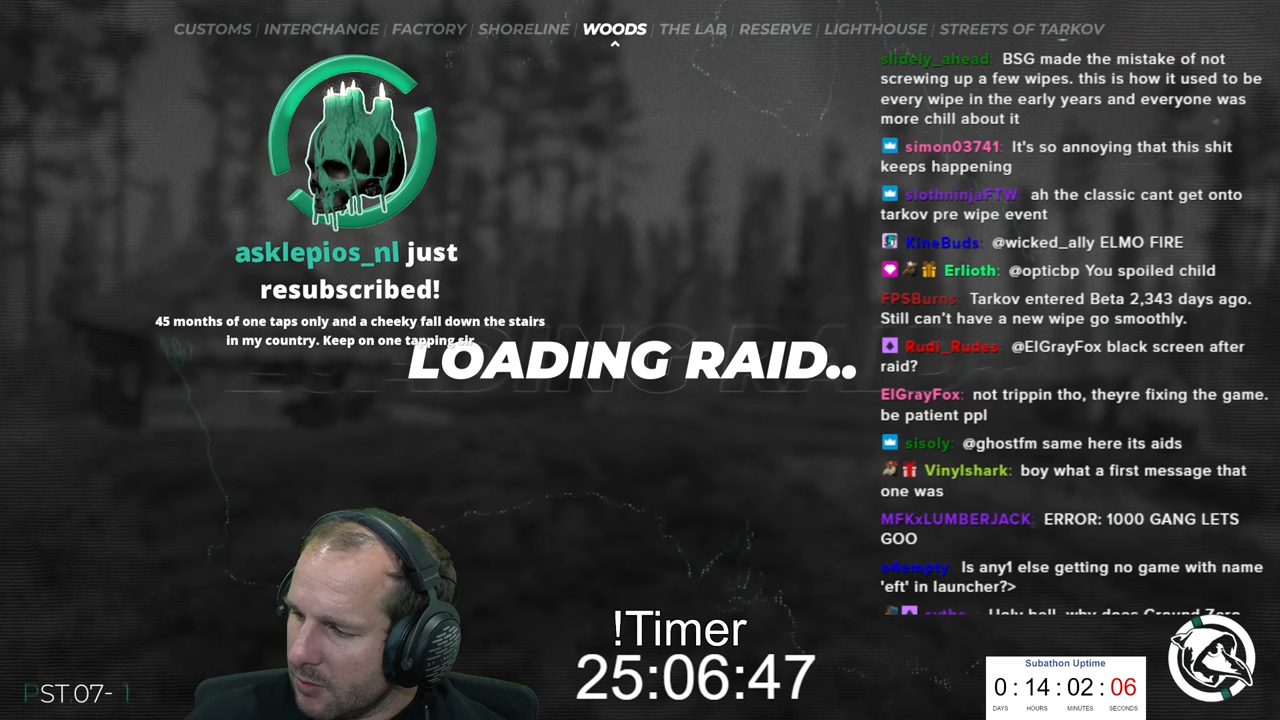 CUSTOMS / INTERCHANGE / FACTORY / SHORELINE / WOODS / THE LAB / RESERVE / LIGHTHOUSE / STREETS OF TARKOV
asklepios_nl just
resubscribed!
45 months of one taps only and a cheeky fall down the stairs
in my country. Keep on one tapping sir
LOADING RAID..
slidely_ahead: BSG made the mistake of not
screwing up a few wipes. this is how it used to be
every wipe in the early years and everyone was
more chill about it
simon03741: It's so annoying that this shit
keeps happening
slothninjaFTW: ah the classic cant get onto
tarkov pre wipe event
KineBuds: @wicked_ally ELMO FIRE
Erlioth: @opticbp You spoiled child
FPSBurns: Tarkov entered Beta 2,343 days ago.
Still can't have a new wipe go smoothly.
Rudi_Rudes: @ElGrayFox black screen after
raid?
ElGrayFox: not trippin tho, theyre fixing the game.
be patient ppl
sisoly: @ghostfm same here its aids
Vinylshark: boy what a first message that
one was
MFKxLUMBERJACK: ERROR: 1000 GANG LETS
GOO
e4empty: Is any1 else getting no game with name
'eft' in launcher?>
Holy hell, why does Ground Zero
!Timer
25:06:47
Subathon Uptime
0 : 14 : 02 : 06
DAYS HOURS MINUTES SECONDS
PST 07- 1